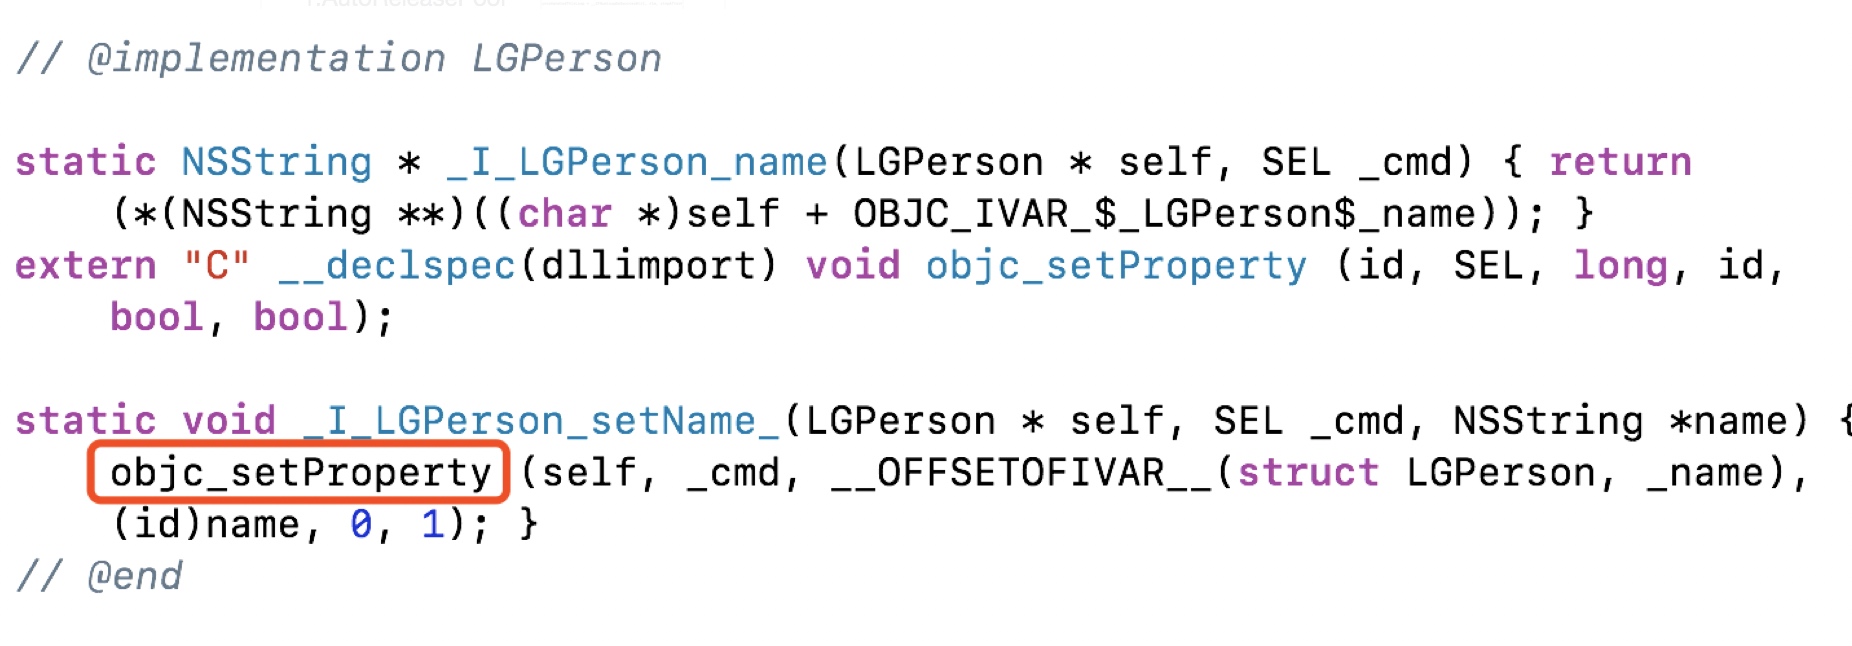 // @implementation LGPerson
static NSString * _I_LGPerson_name(LGPerson * self, SEL _cmd) { return
(*(NSString **)((char *)self + OBJC_IVAR_$_LGPerson$_name)); }
extern "C" __declspec(dllimport) void objc_setProperty (id, SEL, long, id,
bool, bool);
static void _I_LGPerson_setName_(LGPerson * self, SEL _cmd, NSString *name) {
objc_setProperty (self, _cmd, __OFFSETOFIVAR__(struct LGPerson, _name),
(id)name, 0, 1); }
// @end